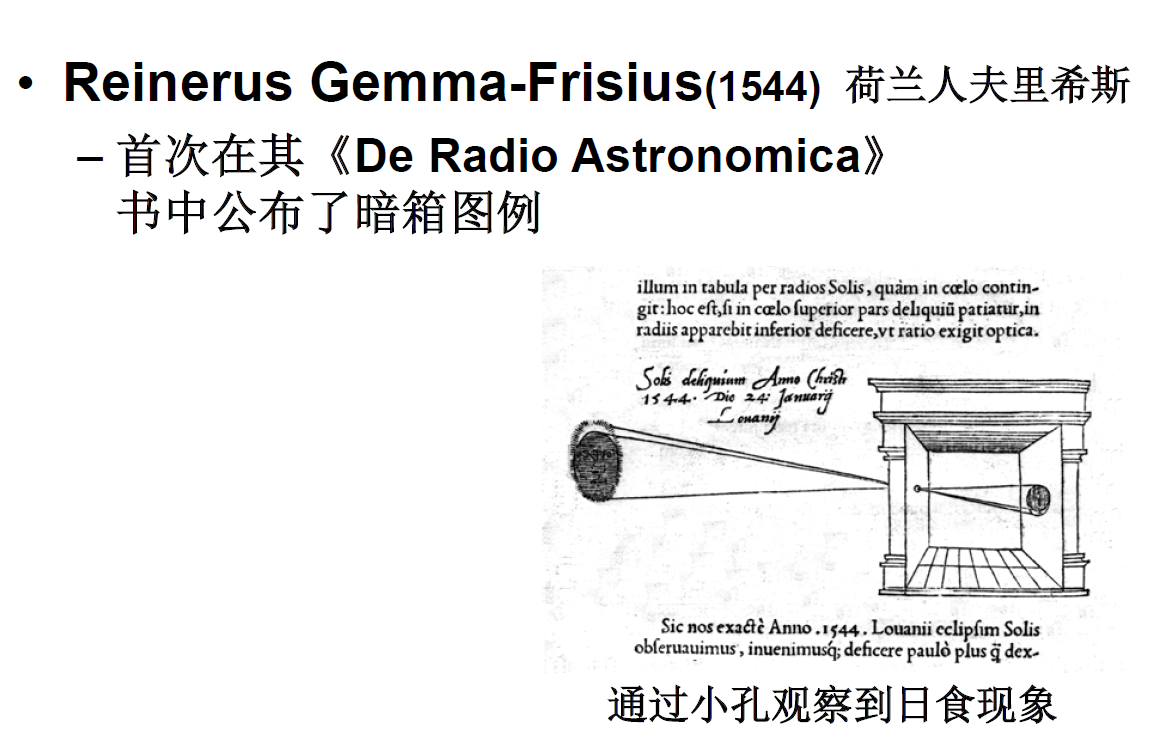 • Reinerus Gemma-Frisius(1544) 荷兰人夫里希斯
– 首次在其《De Radio Astronomica》
书中公布了暗箱图例
illum in tabula per radios Solis, quàm in cœlo contin-
git: hoc eſt, ſi in cœlo ſuperior pars deliquiũ patiatur, in
radiis apparebit inferior deficere, vt ratio exigit optica.
Solis deliquium Anno Christi
1544. Die 24: Januarij
Louanij
Sic nos exactè Anno .1544. Louanii eclipſim Solis
obſeruauimus, inuenimusq́; deficere paulò plus q̃ dex-
通过小孔观察到日食现象